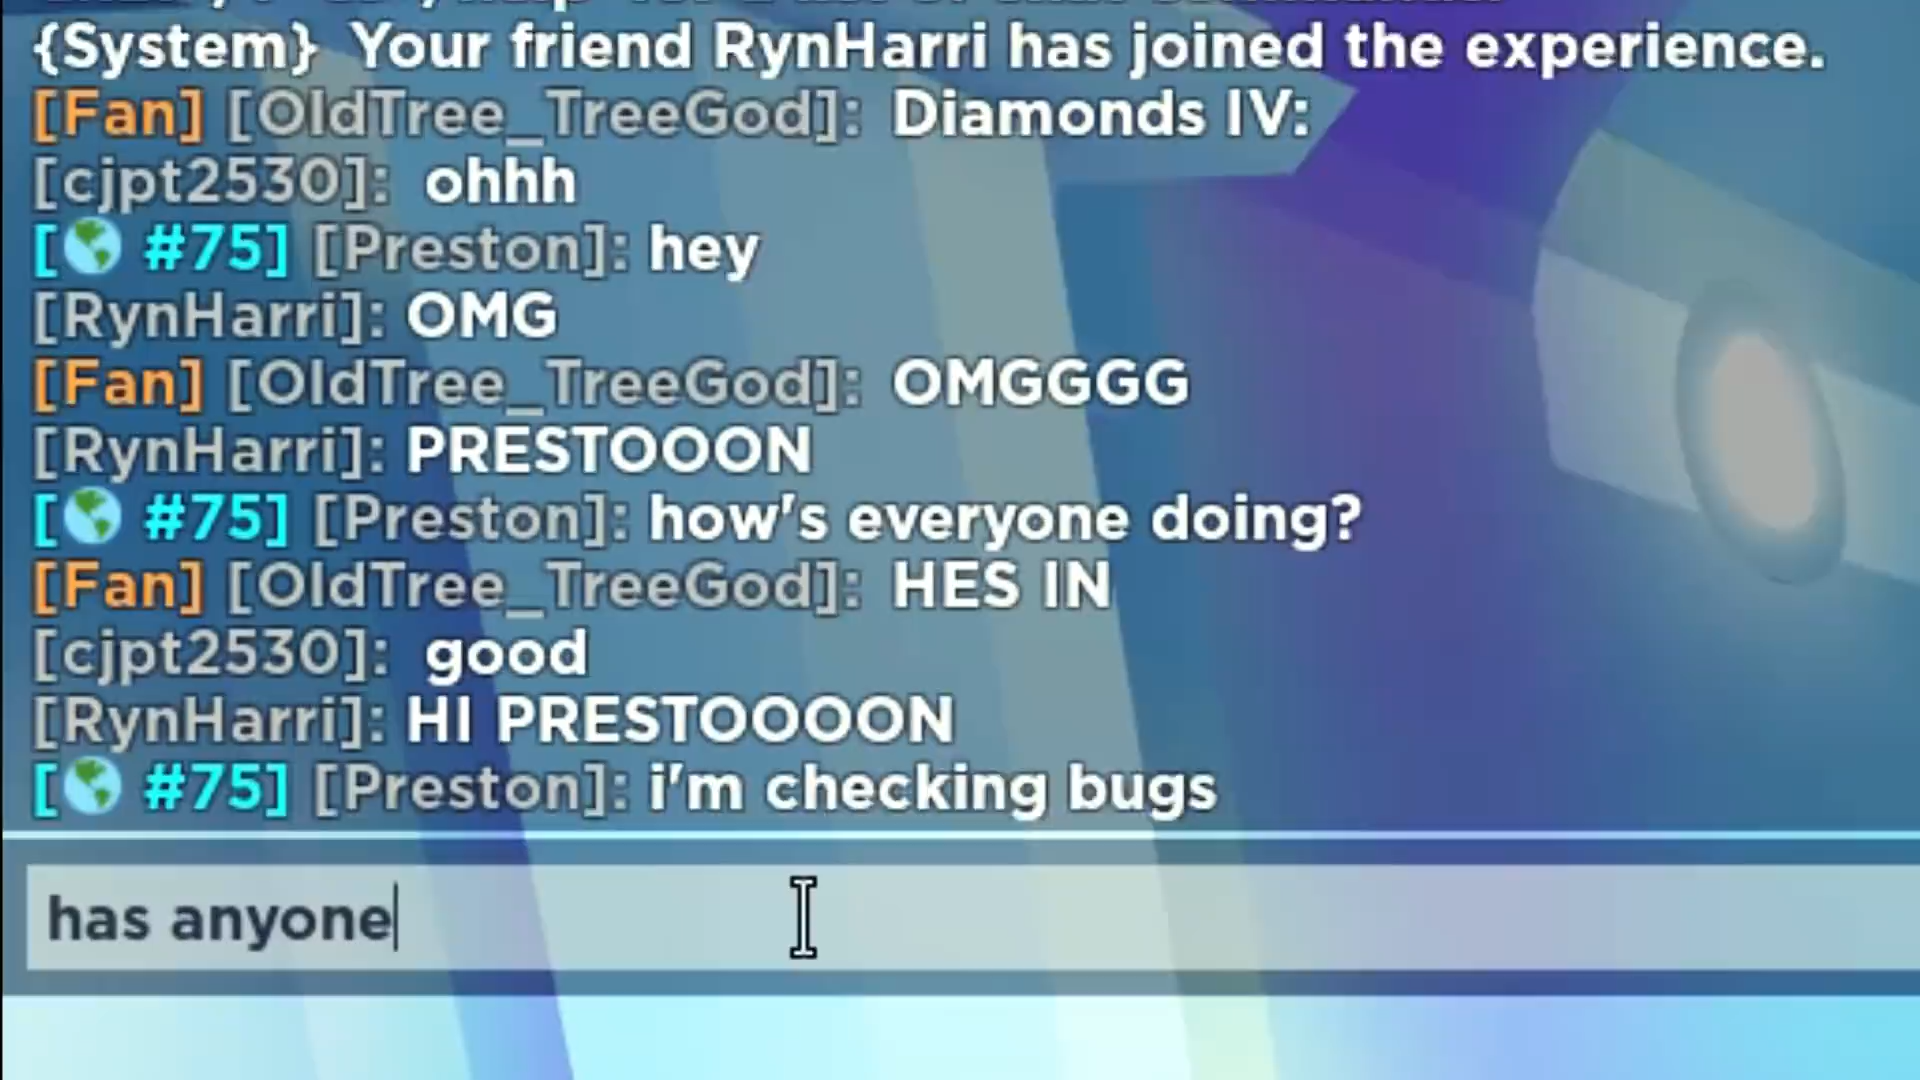 {System} Your friend RynHarri has joined the experience.
[Fan] [OldTree_TreeGod]: Diamonds IV:
[cjpt2530]: ohhh
[🌎 #75] [Preston]: hey
[RynHarri]: OMG
[Fan] [OldTree_TreeGod]: OMGGGG
[RynHarri]: PRESTOOON
[🌎 #75] [Preston]: how's everyone doing?
[Fan] [OldTree_TreeGod]: HES IN
[cjpt2530]: good
[RynHarri]: HI PRESTOOOON
[🌎 #75] [Preston]: i'm checking bugs
has anyone